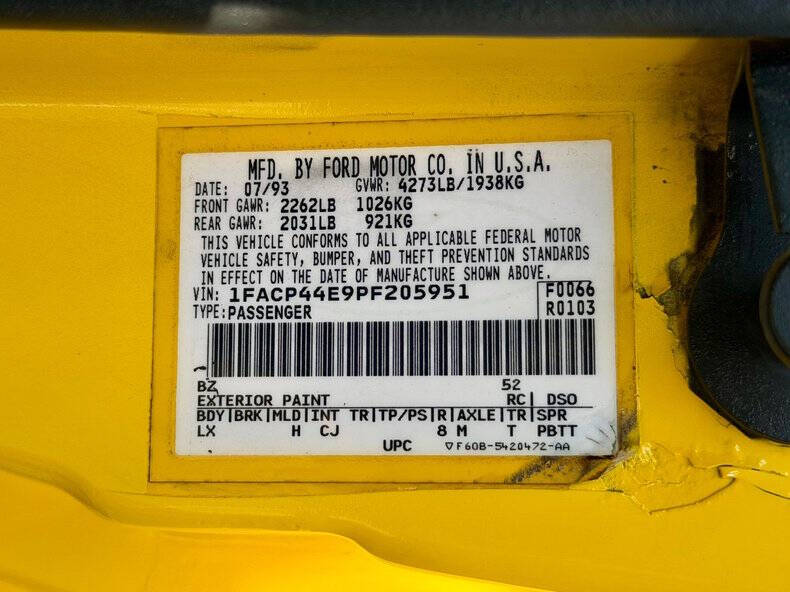 MFD. BY FORD MOTOR CO. IN U.S.A.
DATE: 07/93 GVWR: 4273LB/1938KG
FRONT GAWR: 2262LB 1026KG
REAR GAWR: 2031LB 921KG
THIS VEHICLE CONFORMS TO ALL APPLICABLE FEDERAL MOTOR
VEHICLE SAFETY, BUMPER, AND THEFT PREVENTION STANDARDS
IN EFFECT ON THE DATE OF MANUFACTURE SHOWN ABOVE.
VIN: 1FACP44E9PF205951 F0066
TYPE: PASSENGER R0103
BZ 52
EXTERIOR PAINT RC| DSO
BDY|BRK|MLD|INT TR|TP/PS|R|AXLE|TR|SPR
LX H CJ 8 M T PBTT
UPC ▽F60B-5420472-AA